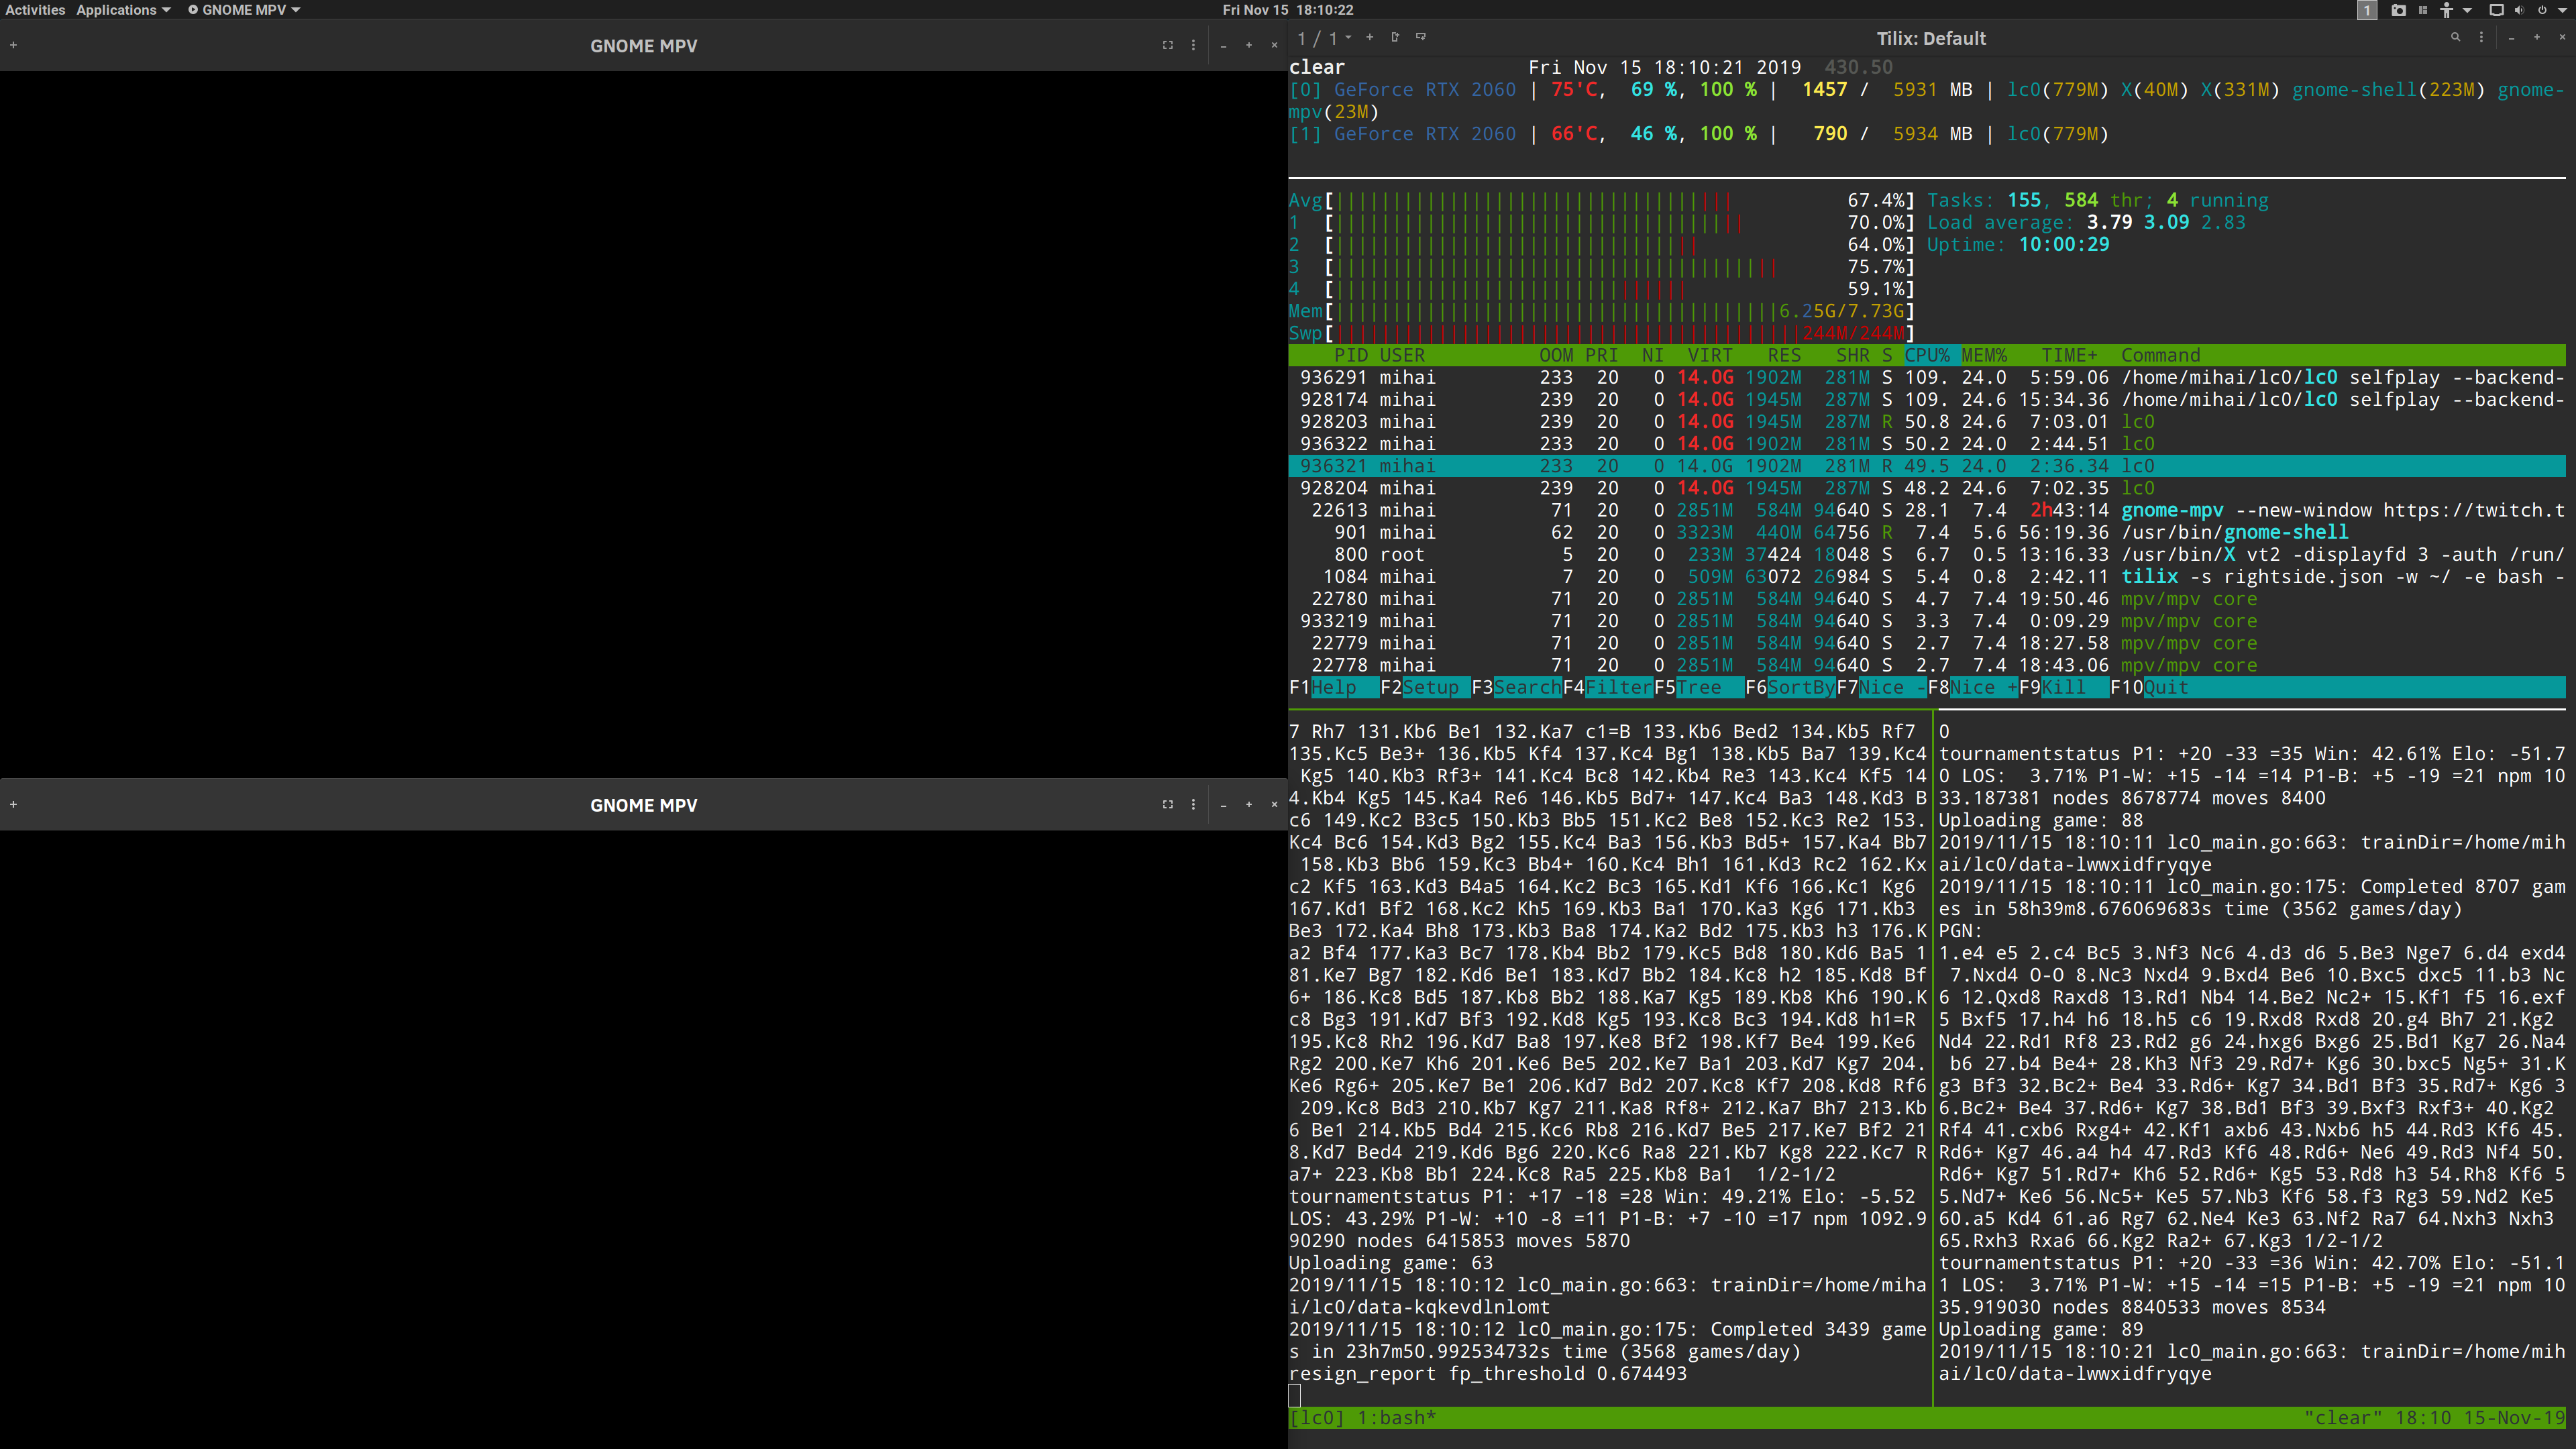 Activities Applications GNOME MPV Fri Nov 15 18:10:22 1
GNOME MPV
GNOME MPV
1 / 1 Tilix: Default
clear Fri Nov 15 18:10:21 2019 430.50
[0] GeForce RTX 2060 | 75'C, 69 %, 100 % | 1457 / 5931 MB | lc0(779M) X(40M) X(331M) gnome-shell(223M) gnome-
mpv(23M)
[1] GeForce RTX 2060 | 66'C, 46 %, 100 % | 790 / 5934 MB | lc0(779M)
Avg[ 67.4%] Tasks: 155, 584 thr; 4 running
1 [ 70.0%] Load average: 3.79 3.09 2.83
2 [ 64.0%] Uptime: 10:00:29
3 [ 75.7%]
4 [ 59.1%]
Mem[ 6.25G/7.73G]
Swp[ 244M/244M]
PID USER OOM PRI NI VIRT RES SHR S CPU% MEM% TIME+ Command
936291 mihai 233 20 0 14.0G 1902M 281M S 109. 24.0 5:59.06 /home/mihai/lc0/lc0 selfplay --backend-
928174 mihai 239 20 0 14.0G 1945M 287M S 109. 24.6 15:34.36 /home/mihai/lc0/lc0 selfplay --backend-
928203 mihai 239 20 0 14.0G 1945M 287M R 50.8 24.6 7:03.01 lc0
936322 mihai 233 20 0 14.0G 1902M 281M S 50.2 24.0 2:44.51 lc0
936321 mihai 233 20 0 14.0G 1902M 281M R 49.5 24.0 2:36.34 lc0
928204 mihai 239 20 0 14.0G 1945M 287M S 48.2 24.6 7:02.35 lc0
22613 mihai 71 20 0 2851M 584M 94640 S 28.1 7.4 2h43:14 gnome-mpv --new-window https://twitch.t
901 mihai 62 20 0 3323M 440M 64756 R 7.4 5.6 56:19.36 /usr/bin/gnome-shell
800 root 5 20 0 233M 37424 18048 S 6.7 0.5 13:16.33 /usr/bin/X vt2 -displayfd 3 -auth /run/
1084 mihai 7 20 0 509M 63072 26984 S 5.4 0.8 2:42.11 tilix -s rightside.json -w ~/ -e bash -
22780 mihai 71 20 0 2851M 584M 94640 S 4.7 7.4 19:50.46 mpv/mpv core
933219 mihai 71 20 0 2851M 584M 94640 S 3.3 7.4 0:09.29 mpv/mpv core
22779 mihai 71 20 0 2851M 584M 94640 S 2.7 7.4 18:27.58 mpv/mpv core
22778 mihai 71 20 0 2851M 584M 94640 S 2.7 7.4 18:43.06 mpv/mpv core
F1Help F2Setup F3SearchF4FilterF5Tree F6SortByF7Nice -F8Nice +F9Kill F10Quit
7 Rh7 131.Kb6 Be1 132.Ka7 c1=B 133.Kb6 Bed2 134.Kb5 Rf7
135.Kc5 Be3+ 136.Kb5 Kf4 137.Kc4 Bg1 138.Kb5 Ba7 139.Kc4
Kg5 140.Kb3 Rf3+ 141.Kc4 Bc8 142.Kb4 Re3 143.Kc4 Kf5 14
4.Kb4 Kg5 145.Ka4 Re6 146.Kb5 Bd7+ 147.Kc4 Ba3 148.Kd3 B
c6 149.Kc2 B3c5 150.Kb3 Bb5 151.Kc2 Be8 152.Kc3 Re2 153.
Kc4 Bc6 154.Kd3 Bg2 155.Kc4 Ba3 156.Kb3 Bd5+ 157.Ka4 Bb7
158.Kb3 Bb6 159.Kc3 Bb4+ 160.Kc4 Bh1 161.Kd3 Rc2 162.Kx
c2 Kf5 163.Kd3 B4a5 164.Kc2 Bc3 165.Kd1 Kf6 166.Kc1 Kg6
167.Kd1 Bf2 168.Kc2 Kh5 169.Kb3 Ba1 170.Ka3 Kg6 171.Kb3
Be3 172.Ka4 Bh8 173.Kb3 Ba8 174.Ka2 Bd2 175.Kb3 h3 176.K
a2 Bf4 177.Ka3 Bc7 178.Kb4 Bb2 179.Kc5 Bd8 180.Kd6 Ba5 1
81.Ke7 Bg7 182.Kd6 Be1 183.Kd7 Bb2 184.Kc8 h2 185.Kd8 Bf
6+ 186.Kc8 Bd5 187.Kb8 Bb2 188.Ka7 Kg5 189.Kb8 Kh6 190.K
c8 Bg3 191.Kd7 Bf3 192.Kd8 Kg5 193.Kc8 Bc3 194.Kd8 h1=R
195.Kc8 Rh2 196.Kd7 Ba8 197.Ke8 Bf2 198.Kf7 Be4 199.Ke6
Rg2 200.Ke7 Kh6 201.Ke6 Be5 202.Ke7 Ba1 203.Kd7 Kg7 204.
Ke6 Rg6+ 205.Ke7 Be1 206.Kd7 Bd2 207.Kc8 Kf7 208.Kd8 Rf6
209.Kc8 Bd3 210.Kb7 Kg7 211.Ka8 Rf8+ 212.Ka7 Bh7 213.Kb
6 Be1 214.Kb5 Bd4 215.Kc6 Rb8 216.Kd7 Be5 217.Ke7 Bf2 21
8.Kd7 Bed4 219.Kd6 Bg6 220.Kc6 Ra8 221.Kb7 Kg8 222.Kc7 R
a7+ 223.Kb8 Bb1 224.Kc8 Ra5 225.Kb8 Ba1 1/2-1/2
tournamentstatus P1: +17 -18 =28 Win: 49.21% Elo: -5.52
LOS: 43.29% P1-W: +10 -8 =11 P1-B: +7 -10 =17 npm 1092.9
90290 nodes 6415853 moves 5870
Uploading game: 63
2019/11/15 18:10:12 lc0_main.go:663: trainDir=/home/miha
i/lc0/data-kqkevdlnlomt
2019/11/15 18:10:12 lc0_main.go:175: Completed 3439 game
s in 23h7m50.992534732s time (3568 games/day)
resign_report fp_threshold 0.674493
0
tournamentstatus P1: +20 -33 =35 Win: 42.61% Elo: -51.7
0 LOS: 3.71% P1-W: +15 -14 =14 P1-B: +5 -19 =21 npm 10
33.187381 nodes 8678774 moves 8400
Uploading game: 88
2019/11/15 18:10:11 lc0_main.go:663: trainDir=/home/mih
ai/lc0/data-lwwxidfryqye
2019/11/15 18:10:11 lc0_main.go:175: Completed 8707 gam
es in 58h39m8.676069683s time (3562 games/day)
PGN:
1.e4 e5 2.c4 Bc5 3.Nf3 Nc6 4.d3 d6 5.Be3 Nge7 6.d4 exd4
7.Nxd4 O-O 8.Nc3 Nxd4 9.Bxd4 Be6 10.Bxc5 dxc5 11.b3 Nc
6 12.Qxd8 Raxd8 13.Rd1 Nb4 14.Be2 Nc2+ 15.Kf1 f5 16.exf
5 Bxf5 17.h4 h6 18.h5 c6 19.Rxd8 Rxd8 20.g4 Bh7 21.Kg2
Nd4 22.Rd1 Rf8 23.Rd2 g6 24.hxg6 Bxg6 25.Bd1 Kg7 26.Na4
b6 27.b4 Be4+ 28.Kh3 Nf3 29.Rd7+ Kg6 30.bxc5 Ng5+ 31.K
g3 Bf3 32.Bc2+ Be4 33.Rd6+ Kg7 34.Bd1 Bf3 35.Rd7+ Kg6 3
6.Bc2+ Be4 37.Rd6+ Kg7 38.Bd1 Bf3 39.Bxf3 Rxf3+ 40.Kg2
Rf4 41.cxb6 Rxg4+ 42.Kf1 axb6 43.Nxb6 h5 44.Rd3 Kf6 45.
Rd6+ Kg7 46.a4 h4 47.Rd3 Kf6 48.Rd6+ Ne6 49.Rd3 Nf4 50.
Rd6+ Kg7 51.Rd7+ Kh6 52.Rd6+ Kg5 53.Rd8 h3 54.Rh8 Kf6 5
5.Nd7+ Ke6 56.Nc5+ Ke5 57.Nb3 Kf6 58.f3 Rg3 59.Nd2 Ke5
60.a5 Kd4 61.a6 Rg7 62.Ne4 Ke3 63.Nf2 Ra7 64.Nxh3 Nxh3
65.Rxh3 Rxa6 66.Kg2 Ra2+ 67.Kg3 1/2-1/2
tournamentstatus P1: +20 -33 =36 Win: 42.70% Elo: -51.1
1 LOS: 3.71% P1-W: +15 -14 =15 P1-B: +5 -19 =21 npm 10
35.919030 nodes 8840533 moves 8534
Uploading game: 89
2019/11/15 18:10:21 lc0_main.go:663: trainDir=/home/mih
ai/lc0/data-lwwxidfryqye
[lc0] 1:bash* "clear" 18:10 15-Nov-19